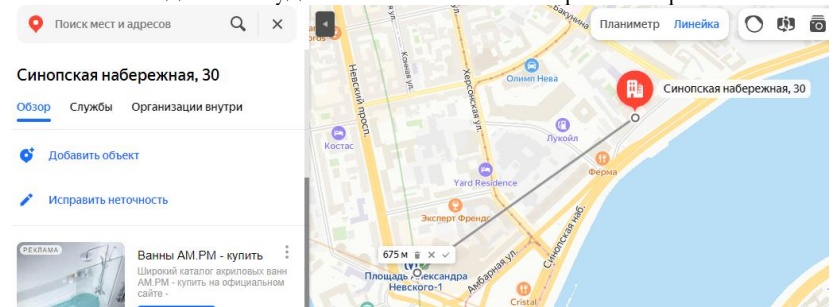 Поиск мест и адресов
Синопская набережная, 30
Обзор
Службы
Организации внутри
Добавить объект
Исправить неточность
РЕКЛАМА
Ванны AM.PM - купить
Широкий каталог акриловых ванн
AM.PM - купить на официальном
сайте -
Планиметр
Линейка
Бакунина
Невский просп.
Конная ул.
Херсонская ул.
Олимп Нева
Синопская набережная, 30
Костас
Лукойл
Ферма
Yard Residence
Эксперт Френдс
Синопская наб.
675 м
Площадь Александра
Невского-1
Амбарная ул.
Cristal